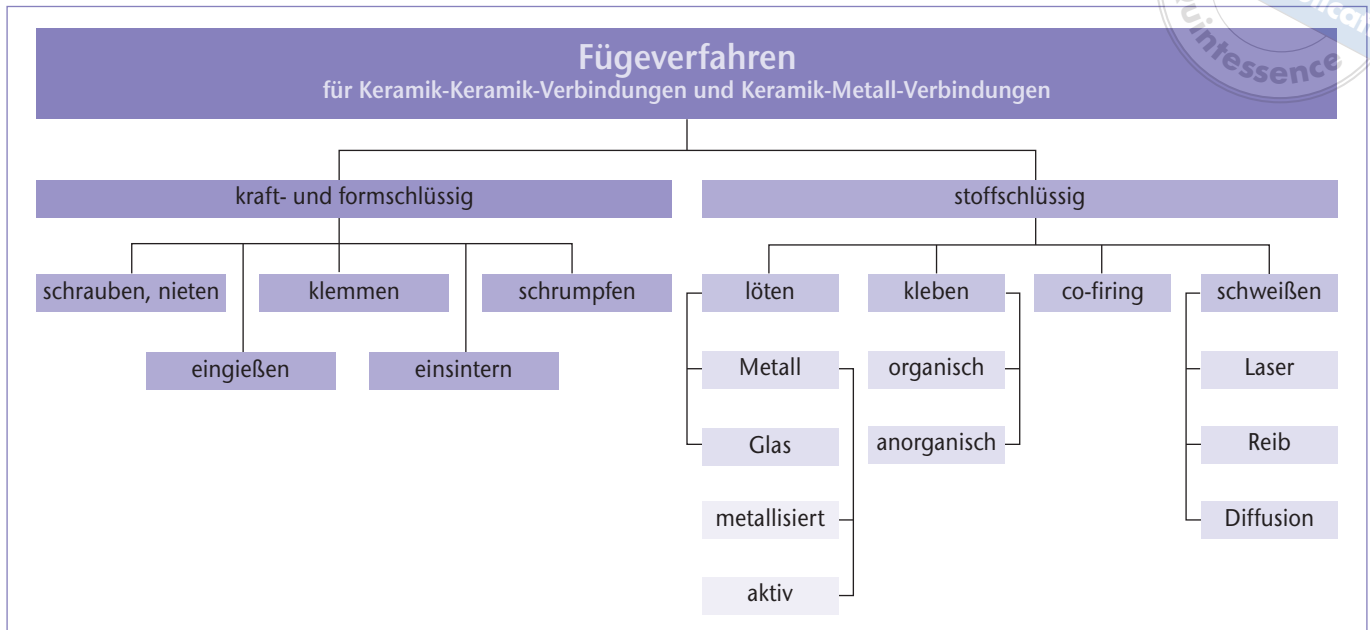 Quintessence
Fügeverfahren
für Keramik-Keramik-Verbindungen und Keramik-Metall-Verbindungen
kraft- und formschlüssig
stoffschlüssig
schrauben, nieten
klemmen
schrumpfen
löten
kleben
co-firing
schweißen
eingießen
einsintern
Metall
organisch
Laser
Glas
anorganisch
Reib
metallisiert
Diffusion
aktiv